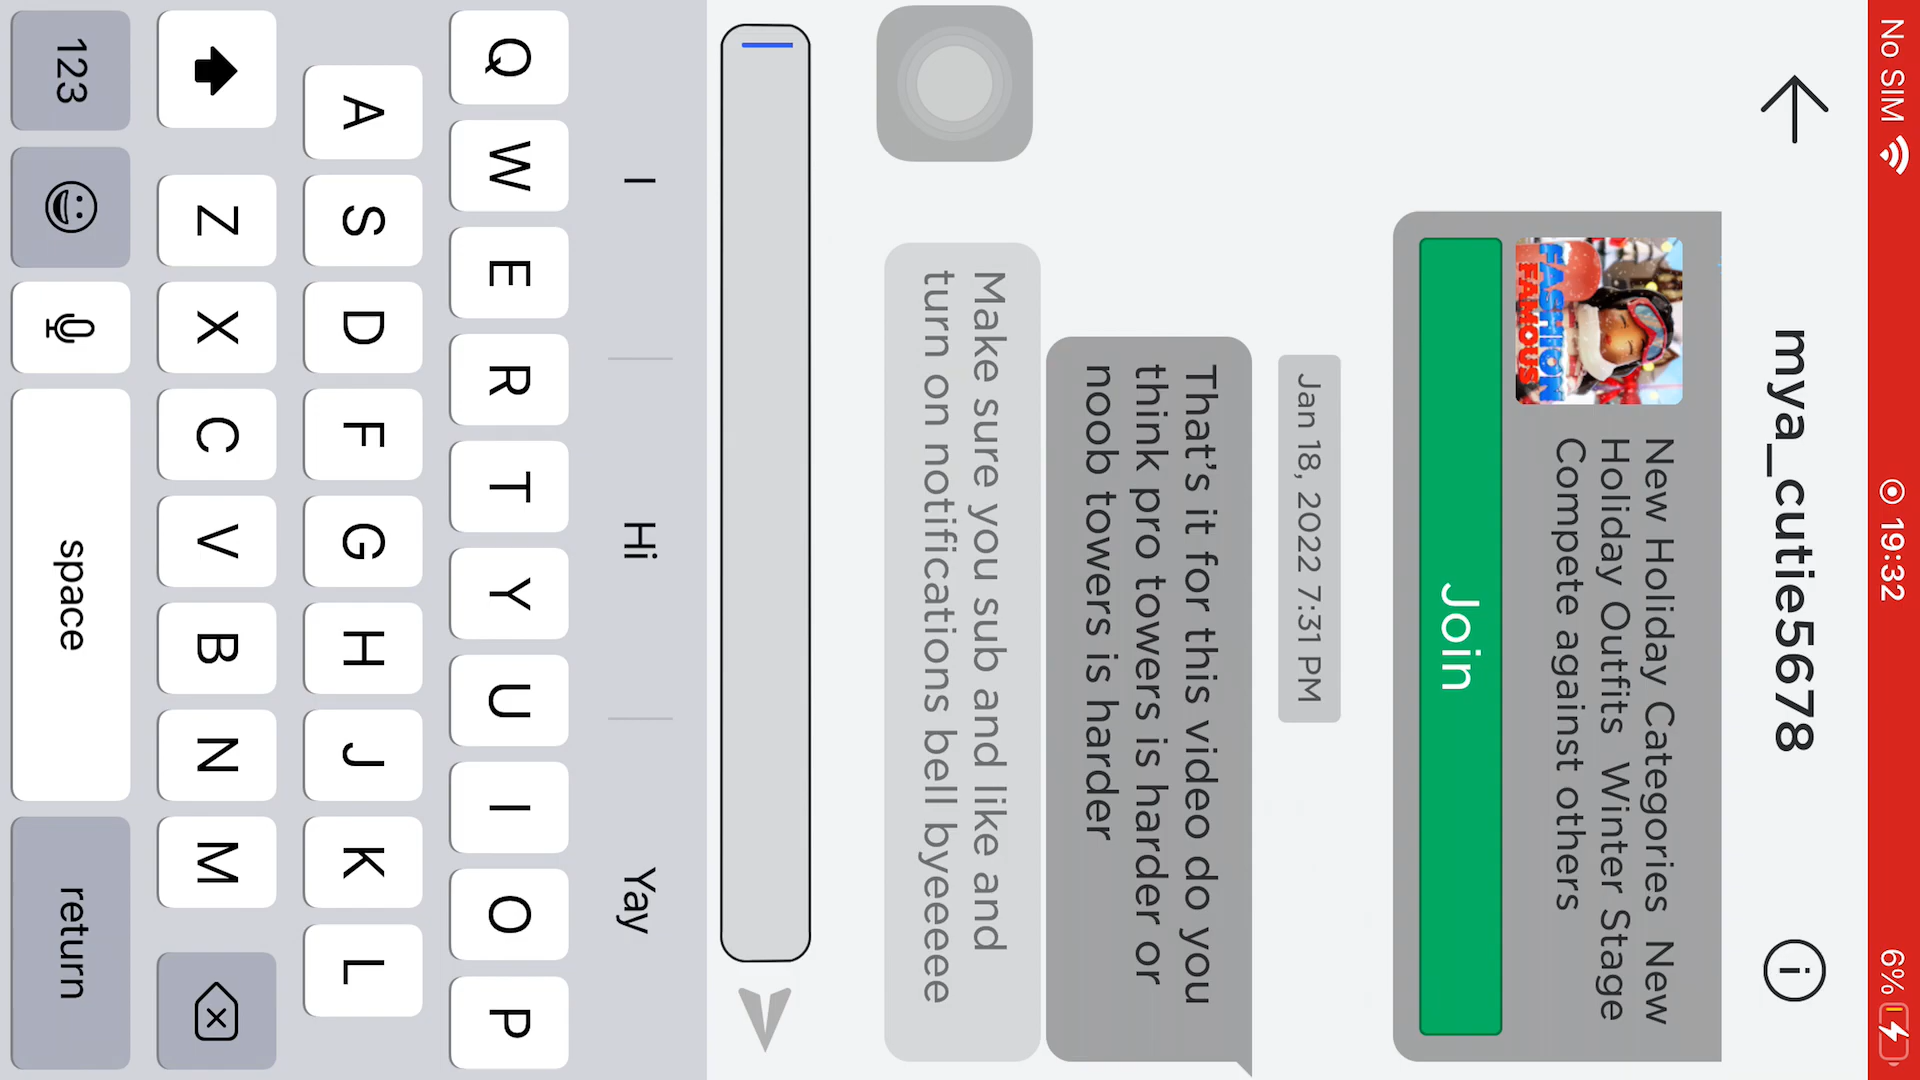 No SIM 19:32 6%
mya_cutie5678
FASHION
FAMOUS
New Holiday Categories New
Holiday Outfits Winter Stage
Compete against others
Join
Jan 18, 2022 7:31 PM
That's it for this video do you
think pro towers is harder or
noob towers is harder
Make sure you sub and like and
turn on notifications bell byeeeee
I Hi Yay
Q W E R T Y U I O P
A S D F G H J K L
Z X C V B N M
123 space return